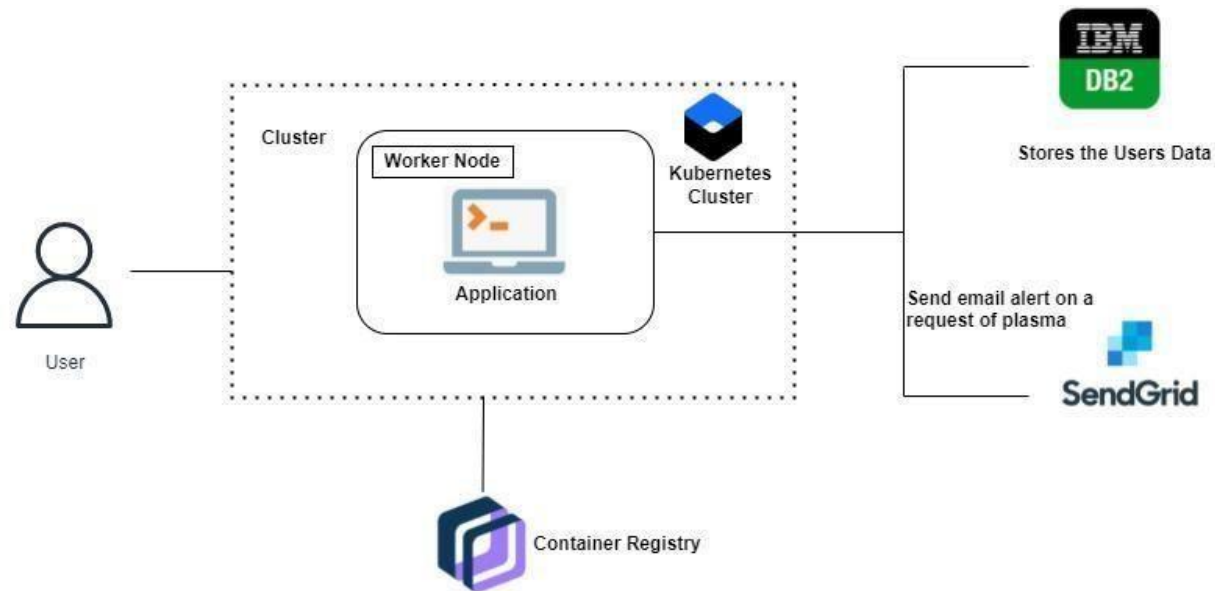 IBM
DB2
Stores the Users Data
Cluster
Worker Node
Kubernetes
Cluster
Application
User
Send email alert on a
request of plasma
SendGrid
Container Registry